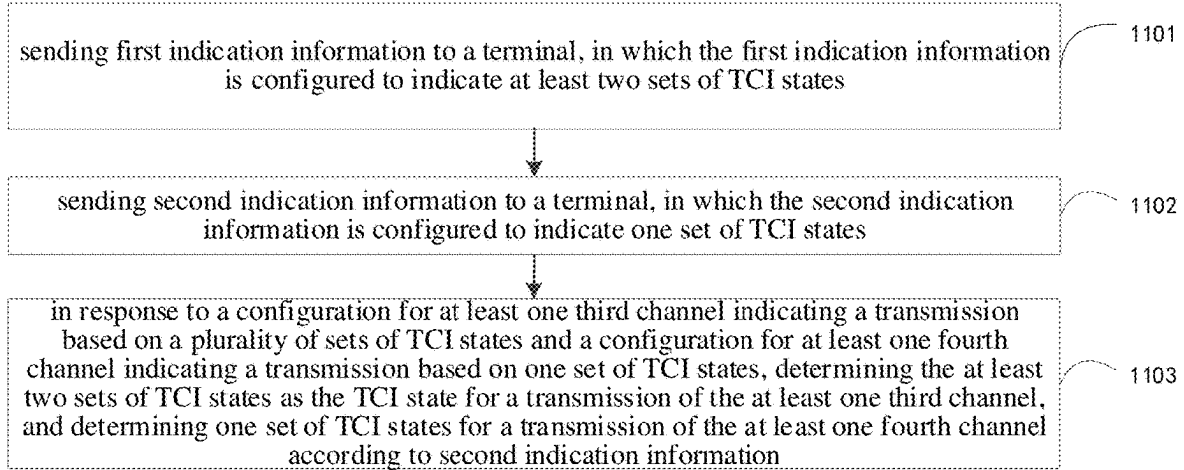 sending first indication information to a terminal, in which the first indication information
is configured to indicate at least two sets of TCI states
1101
sending second indication information to a terminal, in which the second indication
information is configured to indicate one set of TCI states
1102
in response to a configuration for at least one third channel indicating a transmission
based on a plurality of sets of TCI states and a configuration for at least one fourth
channel indicating a transmission based on one set of TCI states, determining the at least
two sets of TCI states as the TCI state for a transmission of the at least one third channel,
and determining one set of TCI states for a transmission of the at least one fourth channel
according to second indication information
1103